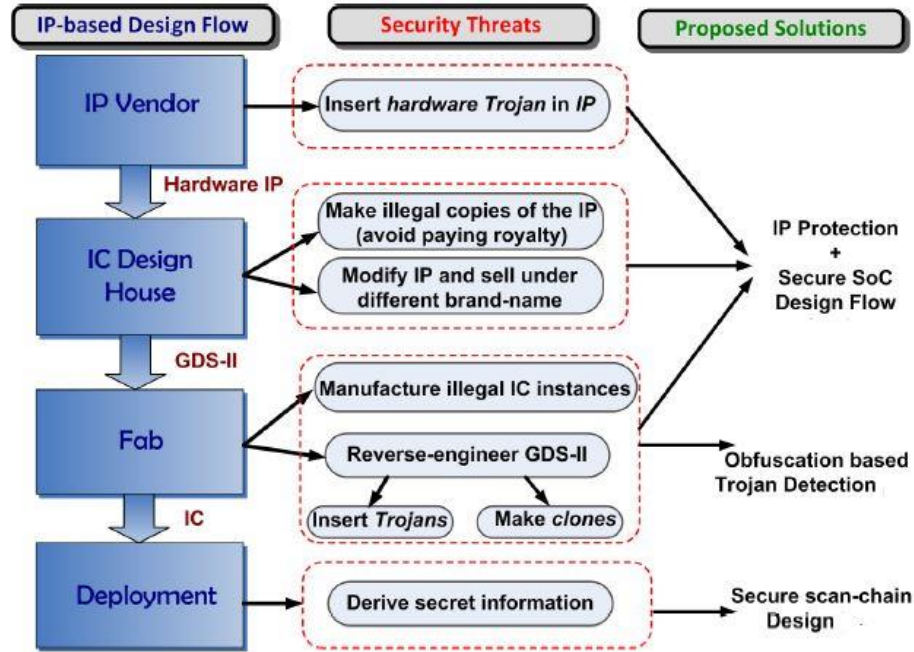 IP-based Design Flow
Security Threats
Proposed Solutions
IP Vendor
Insert hardware Trojan in IP
Hardware IP
IC Design
House
Make illegal copies of the IP
(avoid paying royalty)
Modify IP and sell under
different brand-name
IP Protection
+
Secure SoC
Design Flow
GDS-II
Fab
Manufacture illegal IC instances
Reverse-engineer GDS-II
Insert Trojans
Make clones
Obfuscation based
Trojan Detection
IC
Deployment
Derive secret information
Secure scan-chain
Design